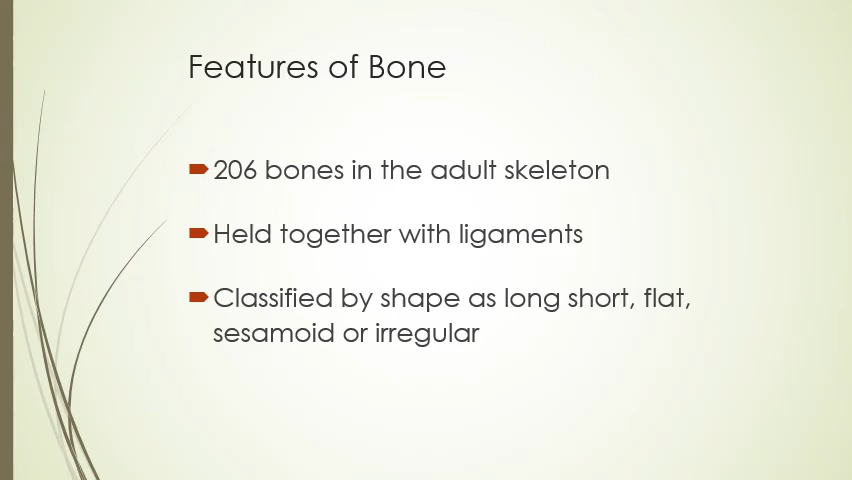 Features of Bone
206 bones in the adult skeleton
Held together with ligaments
Classified by shape as long short, flat,
sesamoid or irregular